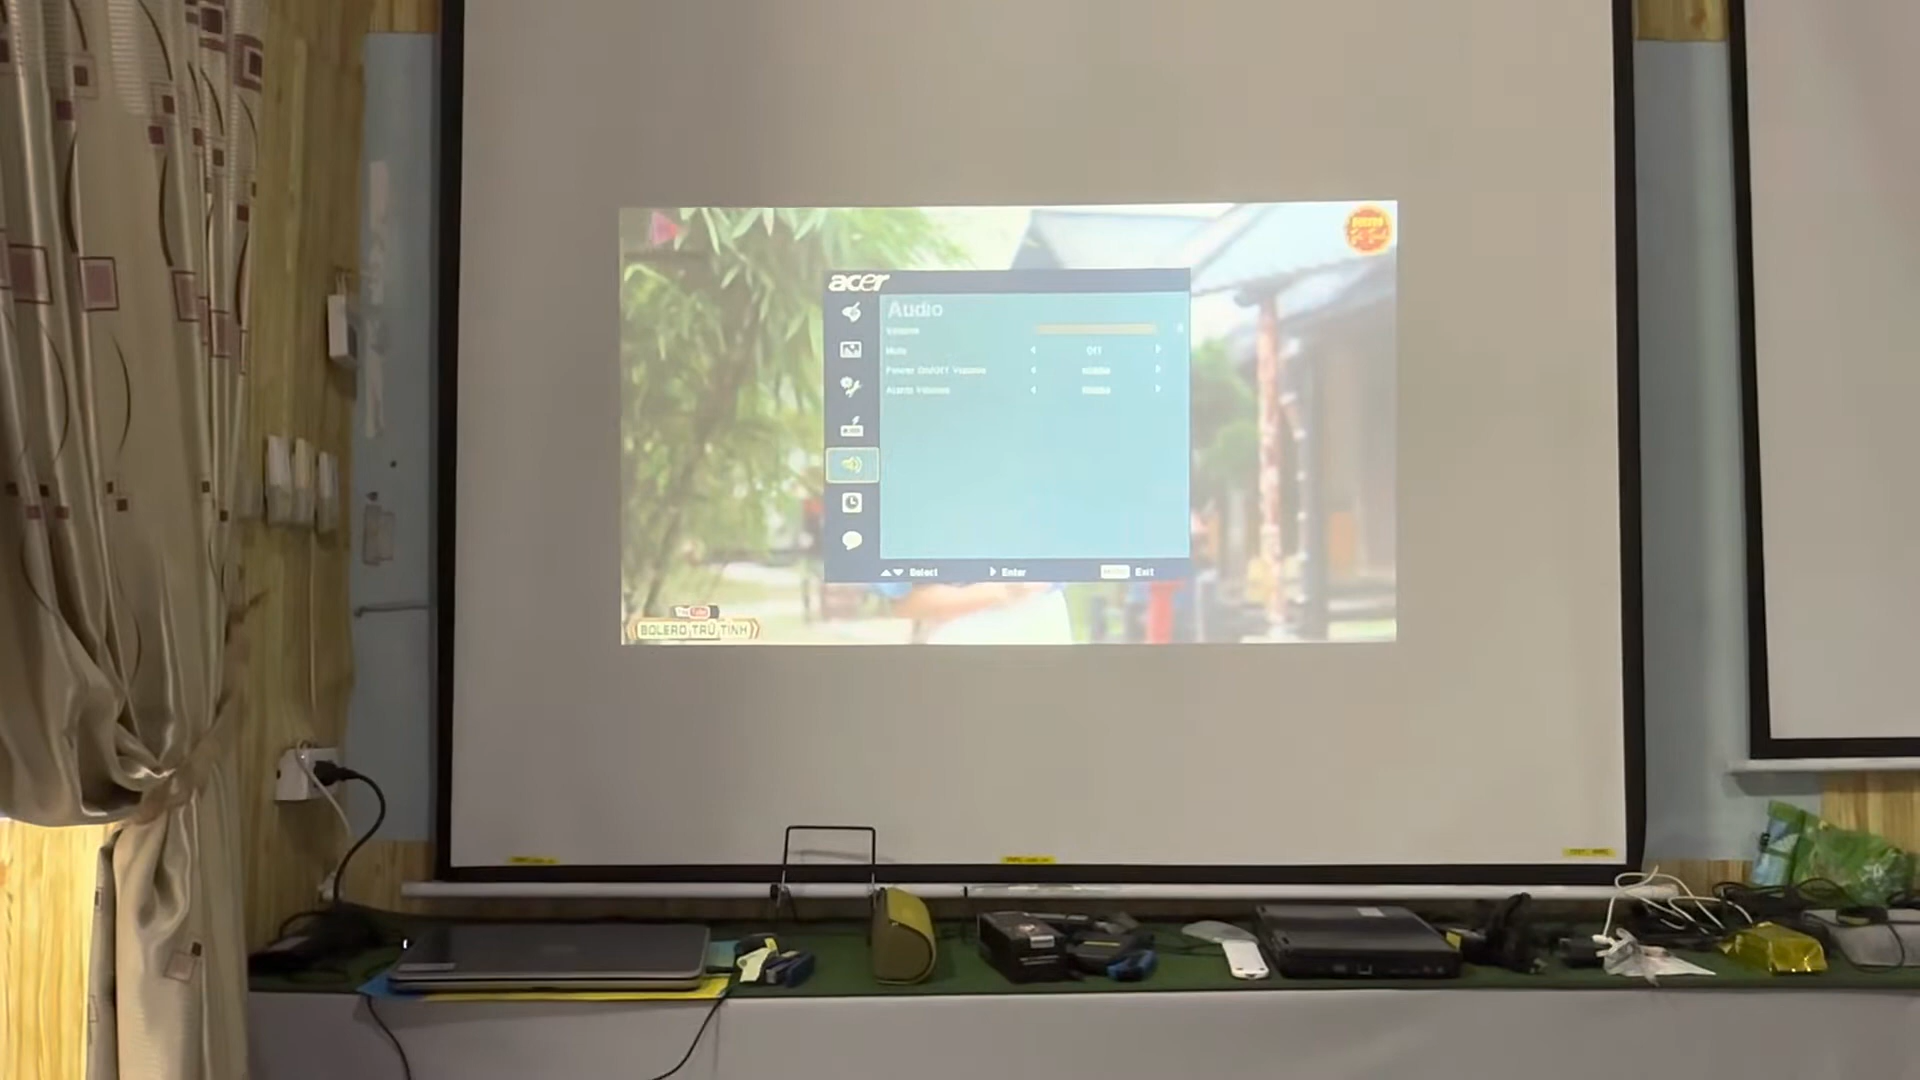 acer
Audio
Volume
Mute Off
Power On/Off Volume Middle
Alarm Volume Middle
Select Enter Exit
YouTube
BOLERO TRỮ TÌNH